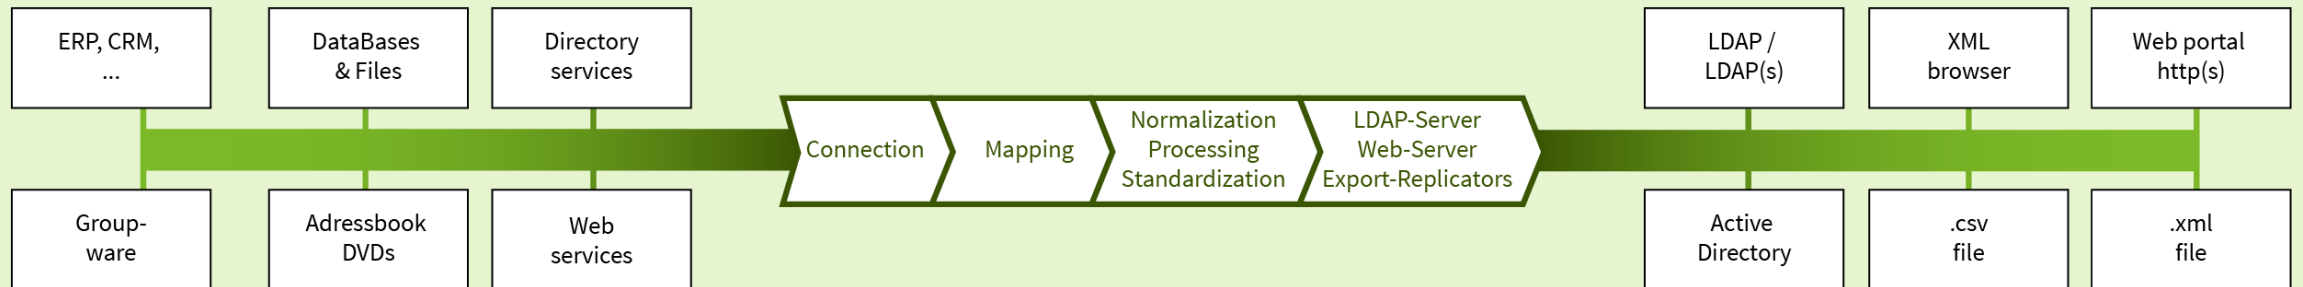 ERP, CRM,
...
DataBases
& Files
Directory
services
Group-
ware
Adressbook
DVDs
Web
services
Connection
Mapping
Normalization
Processing
Standardization
LDAP-Server
Web-Server
Export-Replicators
LDAP /
LDAP(s)
XML
browser
Web portal
http(s)
Active
Directory
.csv
file
.xml
file